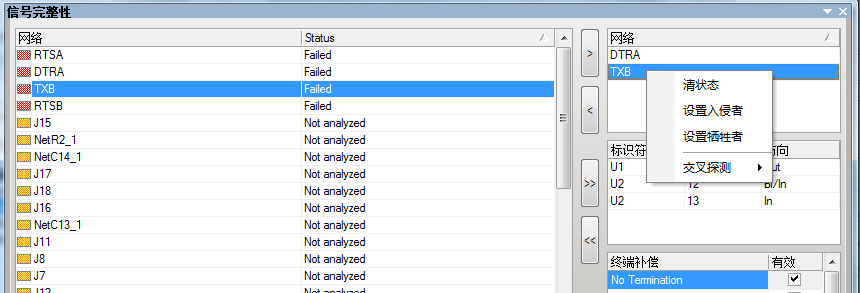 信号完整性
网络 Status
RTSA Failed
DTRA Failed
TXB Failed
RTSB Failed
J15 Not analyzed
NetR2_1 Not analyzed
NetC14_1 Not analyzed
J17 Not analyzed
J18 Not analyzed
J16 Not analyzed
NetC13_1 Not analyzed
J11 Not analyzed
J8 Not analyzed
J7 Not analyzed
J12 Not analyzed
>
<
>>
<<
网络
DTRA
TXB
清状态
设置入侵者
设置牺牲者
交叉探测
标识符 方向
U1 Out
U2 12 Bi/In
U2 13 In
终端补偿 有效
No Termination